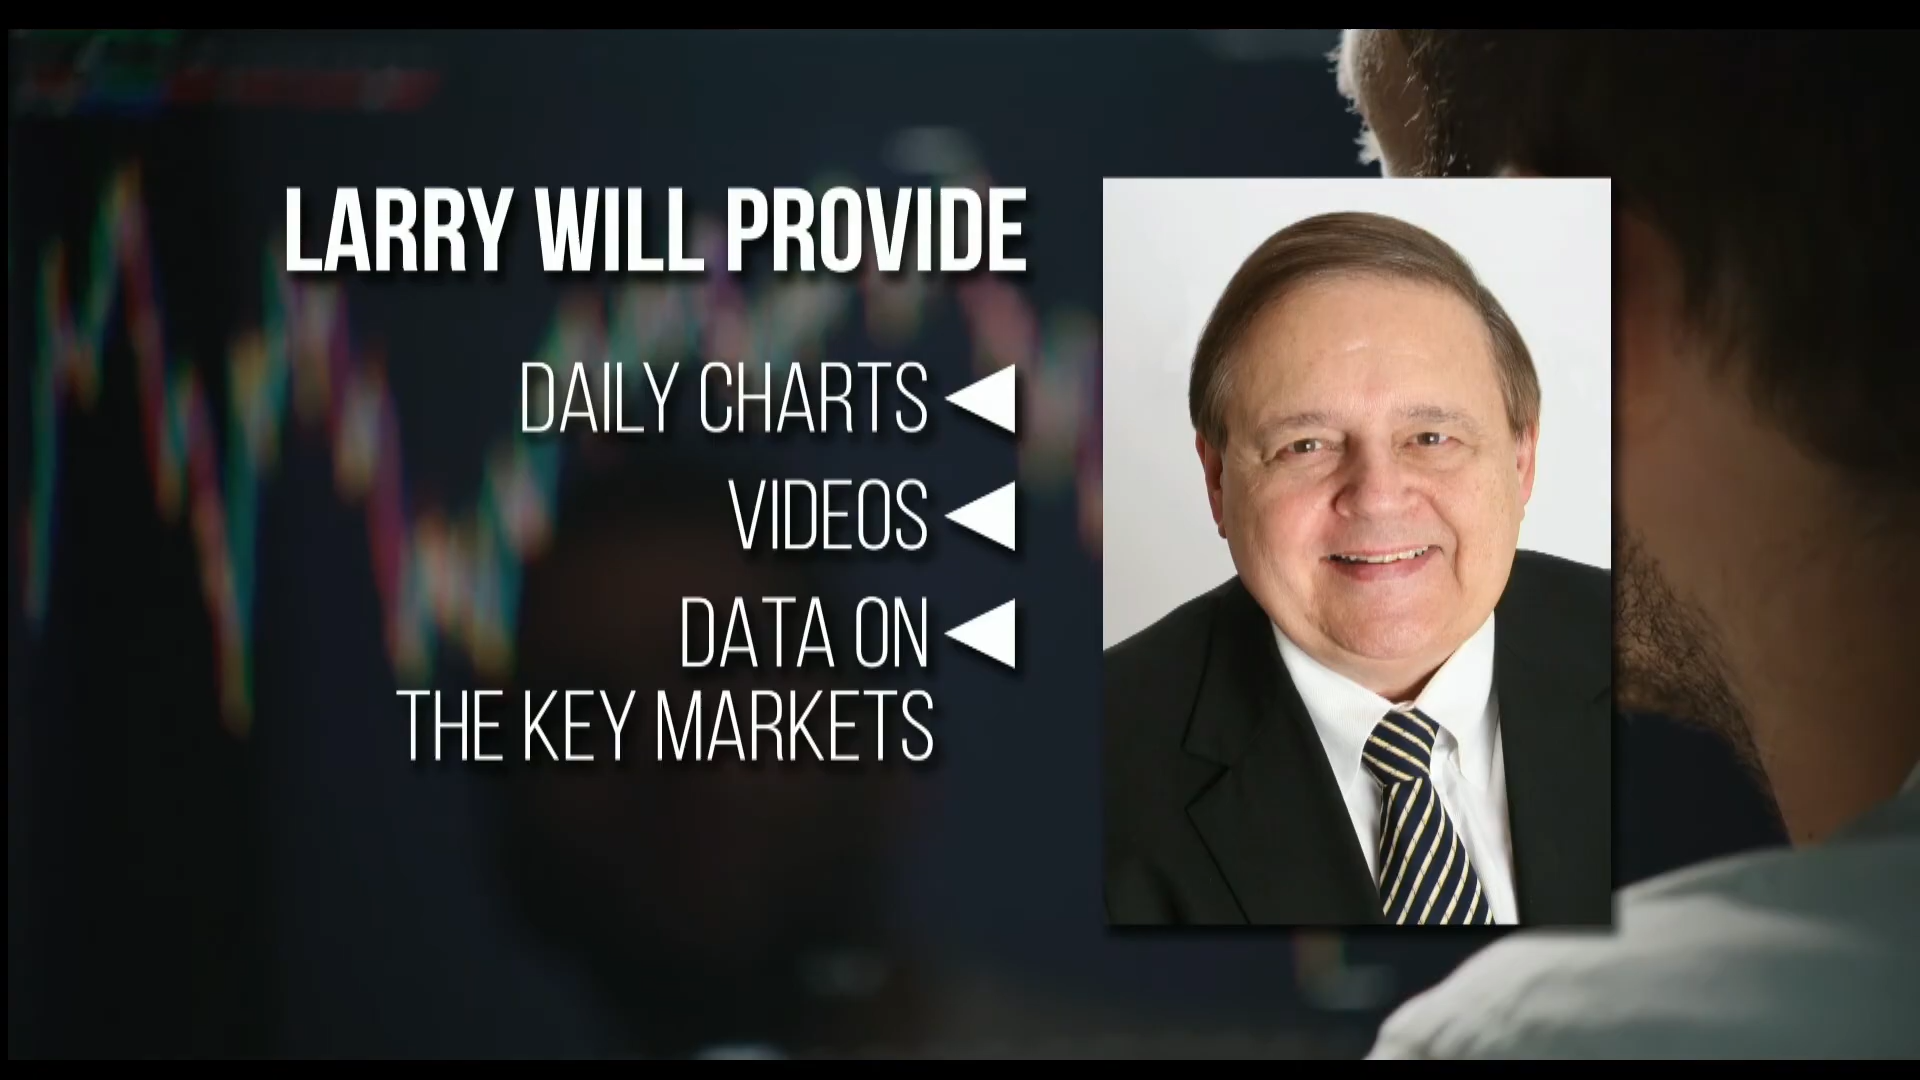 LARRY WILL PROVIDE
DAILY CHARTS
VIDEOS
DATA ON
THE KEY MARKETS